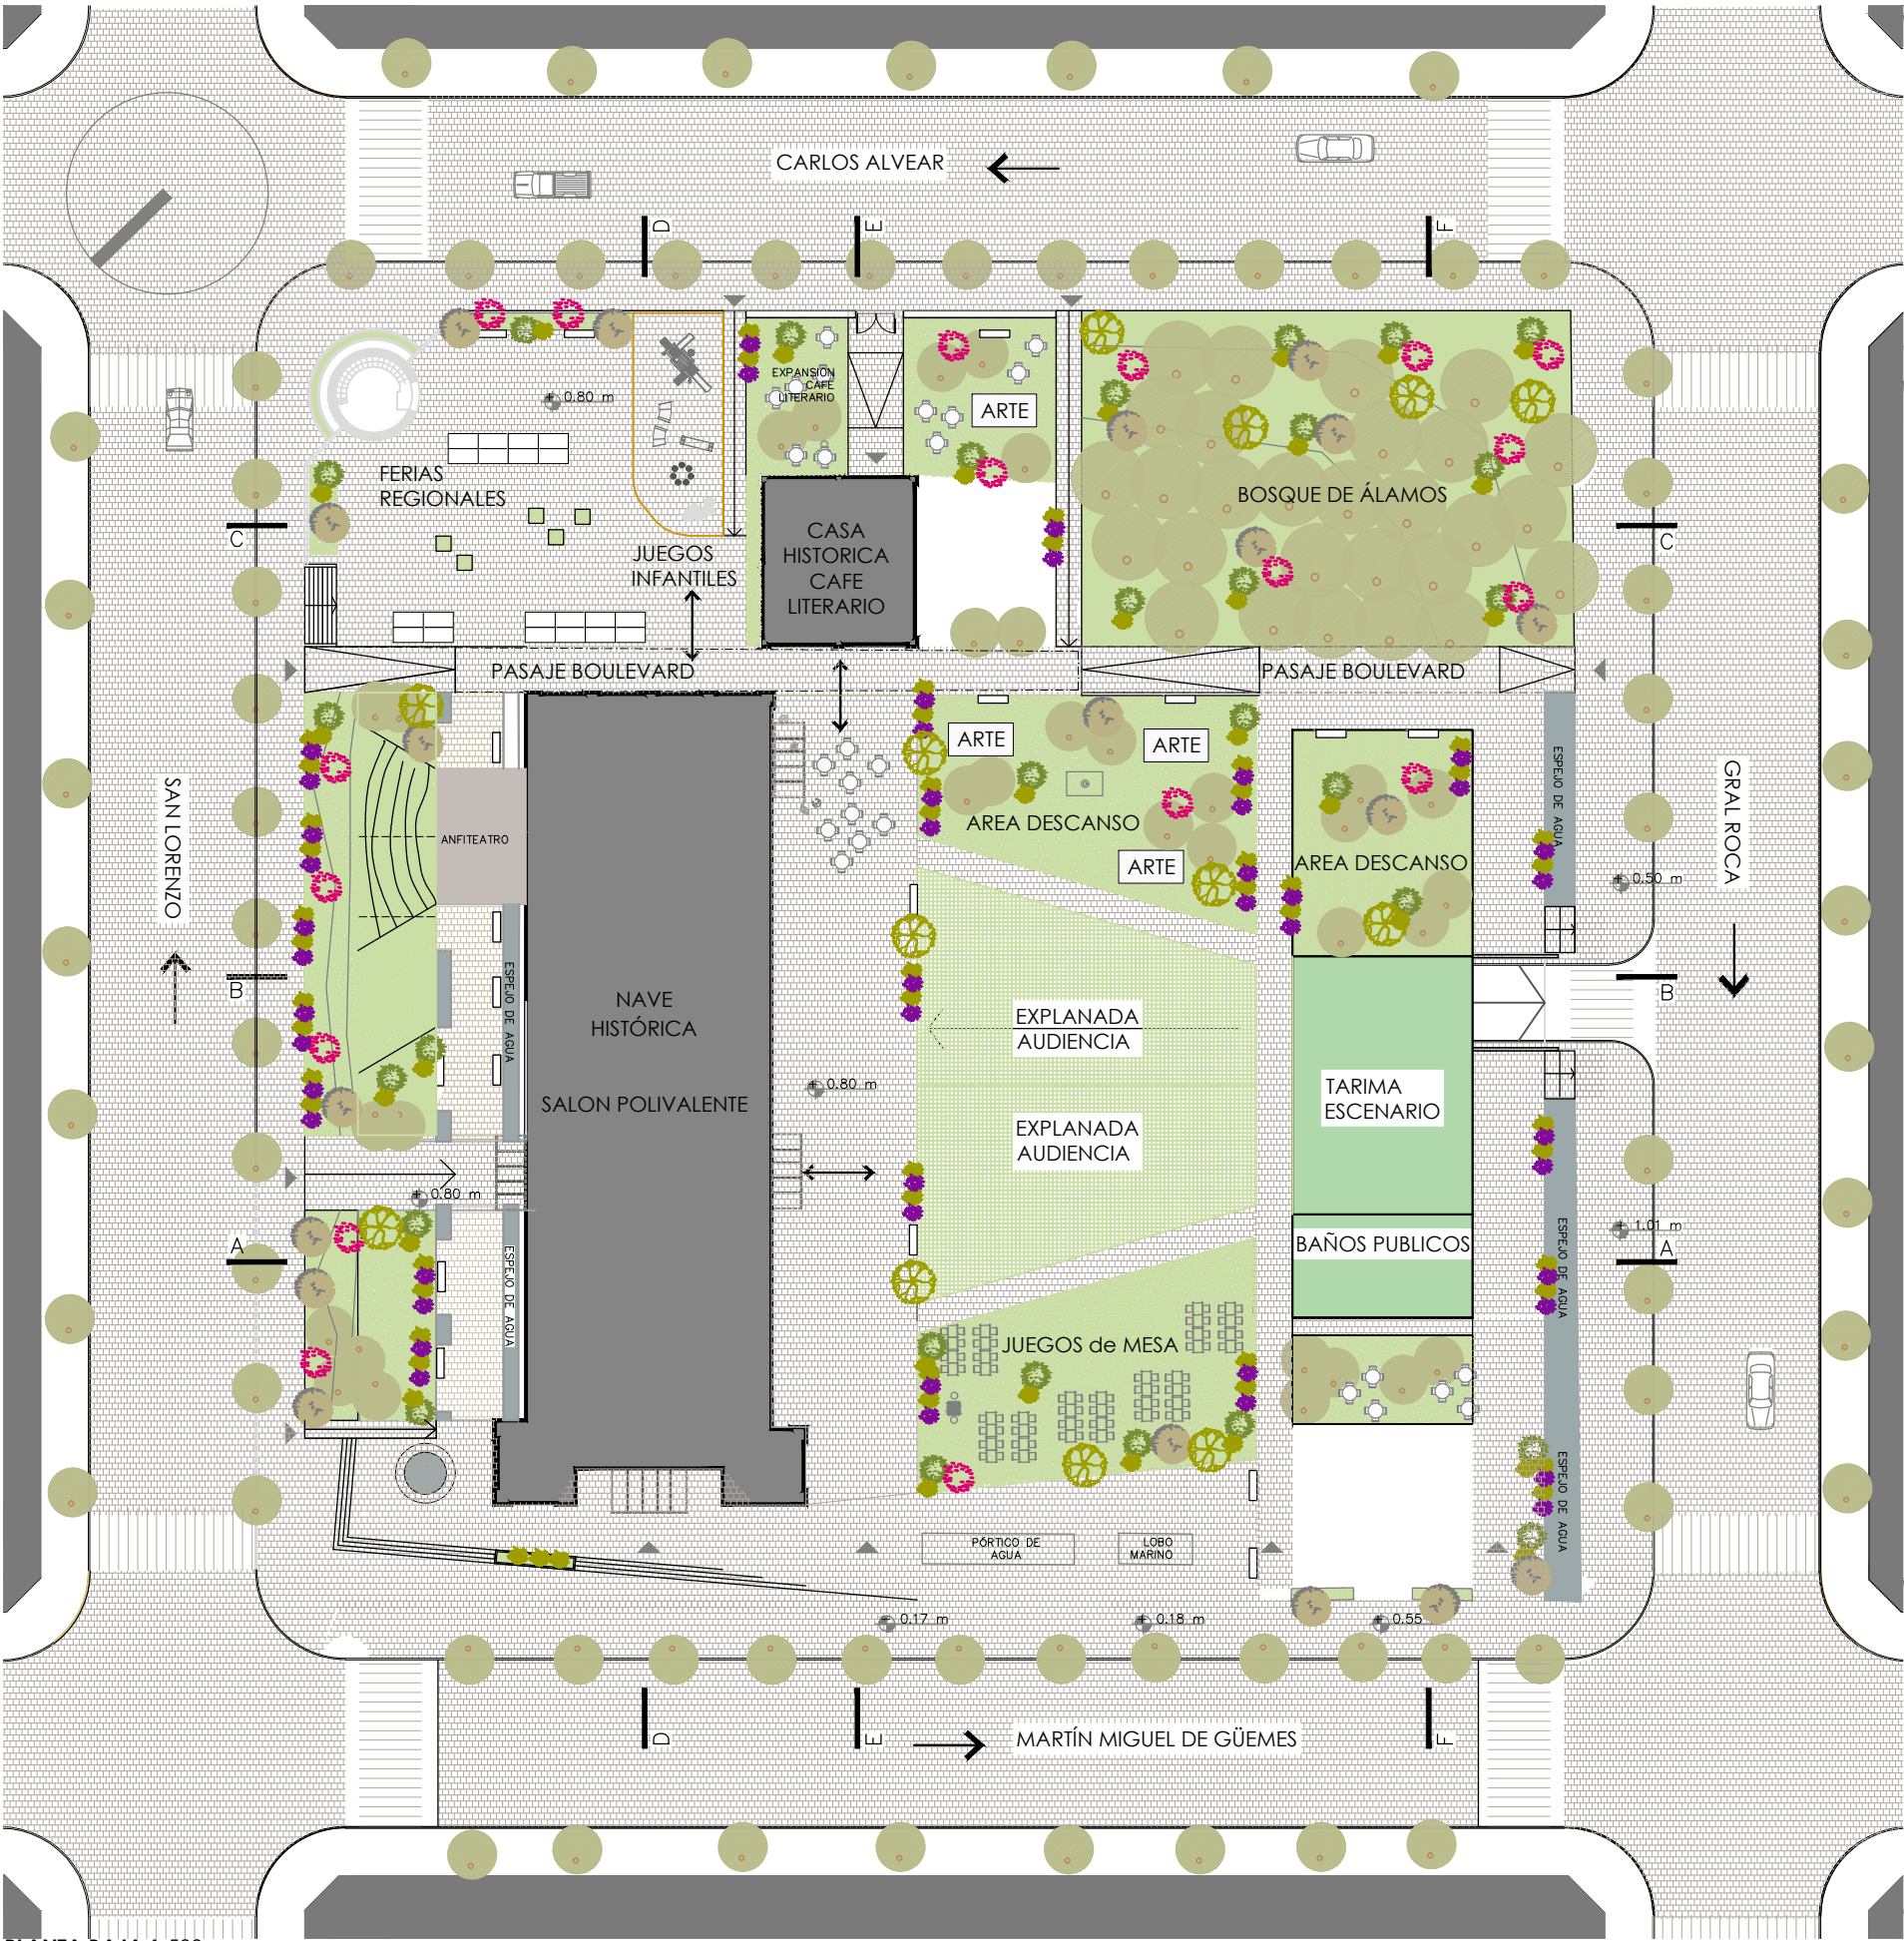 CARLOS ALVEAR
D
E
F
EXPANSIÓN
CAFE
LITERARIO
ARTE
0.80 m
FERIAS
REGIONALES
BOSQUE DE ÁLAMOS
C
C
CASA
HISTORICA
CAFE
LITERARIO
JUEGOS
INFANTILES
PASAJE BOULEVARD
PASAJE BOULEVARD
SAN LORENZO
ANFITEATRO
ARTE
ARTE
AREA DESCANSO
ARTE
AREA DESCANSO
ESPEJO DE AGUA
GRAL ROCA
0.50 m
B
B
ESPEJO DE AGUA
NAVE
HISTÓRICA
SALON POLIVALENTE
0.80 m
EXPLANADA
AUDIENCIA
EXPLANADA
AUDIENCIA
TARIMA
ESCENARIO
0.80 m
A
A
ESPEJO DE AGUA
BAÑOS PUBLICOS
ESPEJO DE AGUA
1.01 m
JUEGOS de MESA
ESPEJO DE AGUA
PÓRTICO DE
AGUA
LOBO
MARINO
0.17 m
0.18 m
0.55
D
E
F
MARTÍN MIGUEL DE GÜEMES